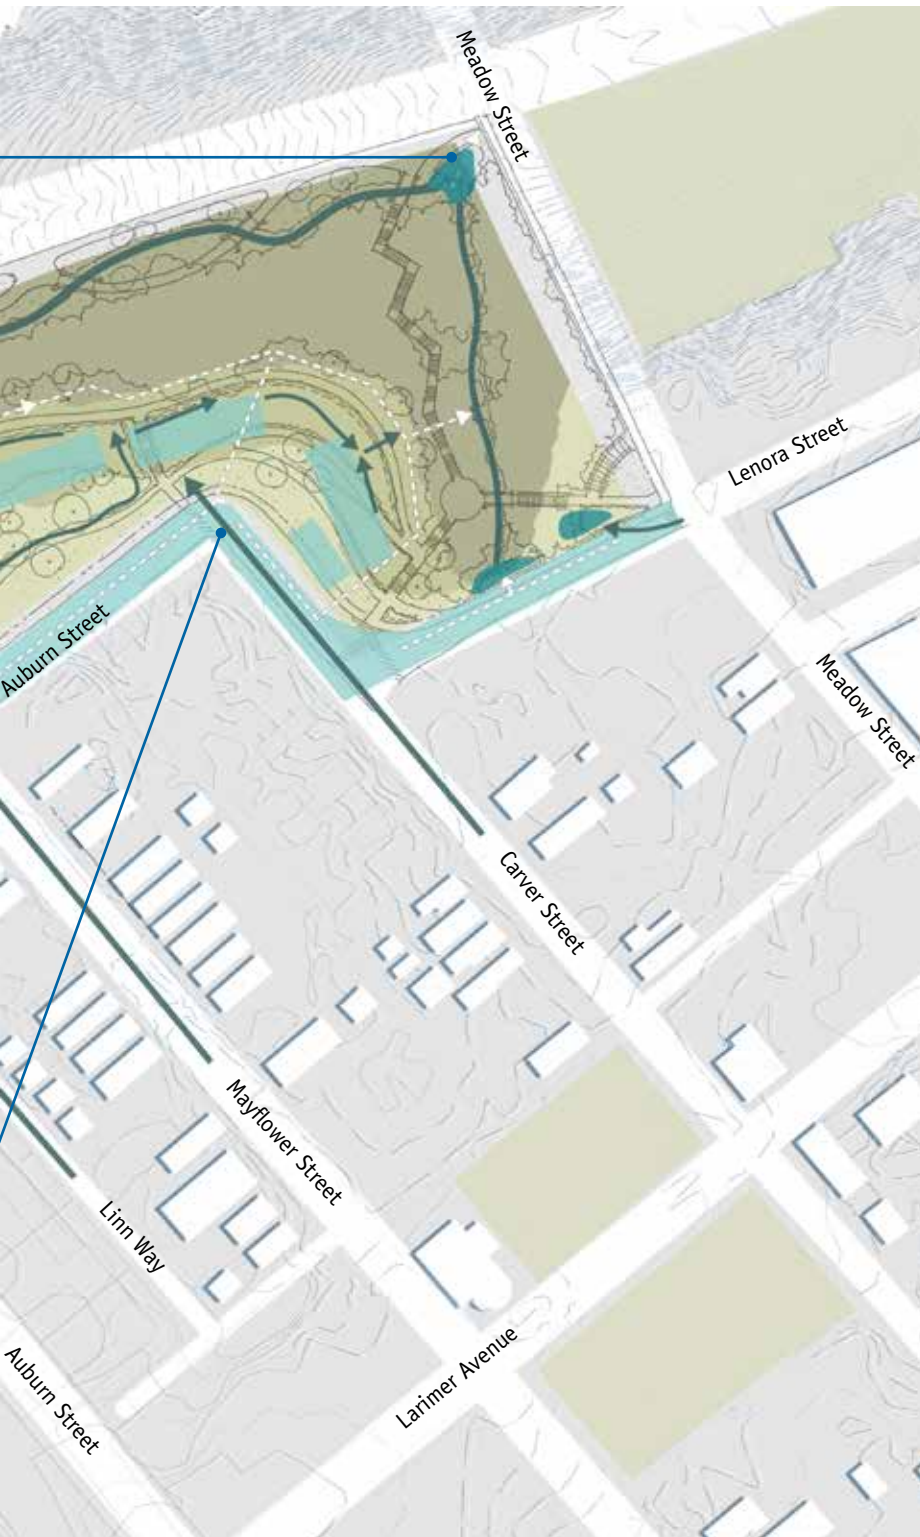 Meadow Street
Lenora Street
Auburn Street
Meadow Street
Carver Street
Mayflower Street
Linn Way
Larimer Avenue
Auburn Street